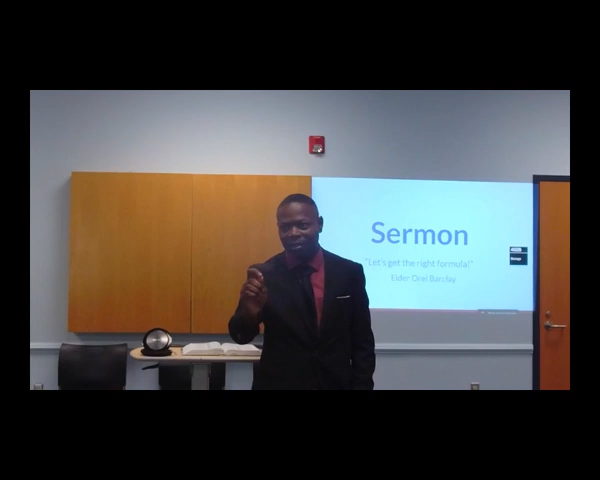 Sermon
"Let's get the right formula!"
Elder Orel Barclay